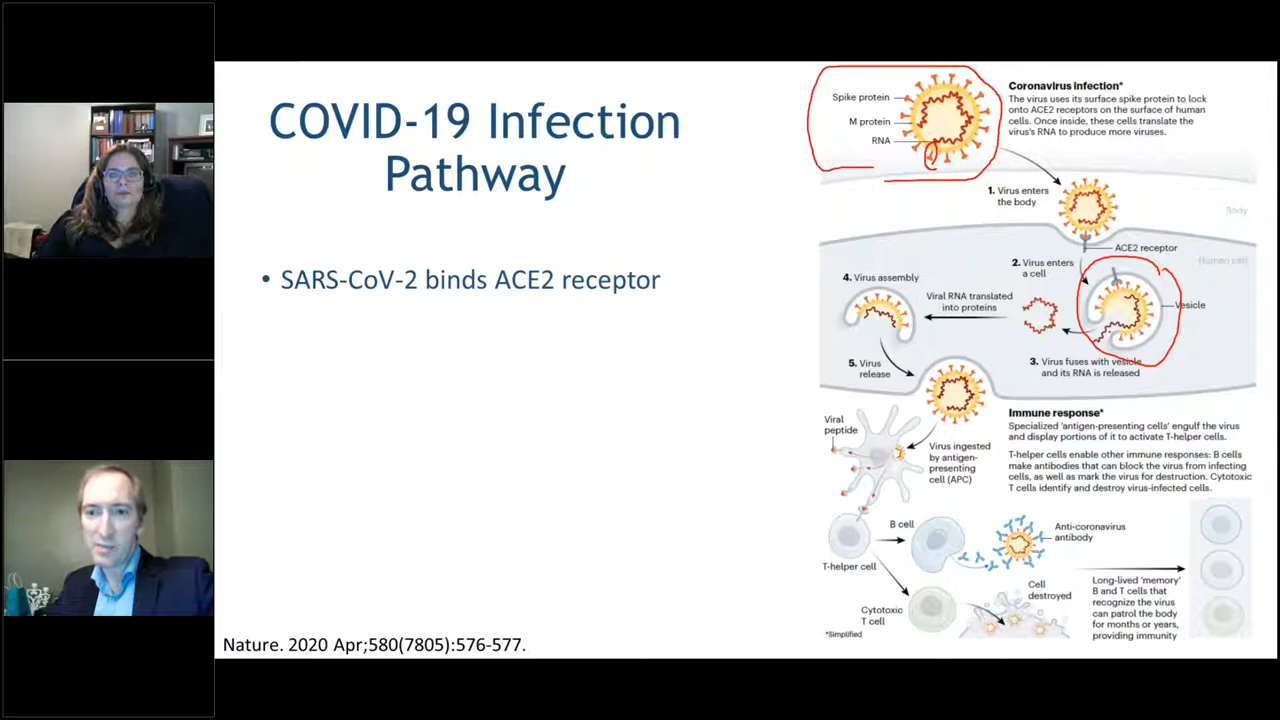 COVID-19 Infection
Pathway
• SARS-CoV-2 binds ACE2 receptor
Nature. 2020 Apr;580(7805):576-577.
Spike protein
M protein
RNA
Coronavirus infection*
The virus uses its surface spike protein to lock
onto ACE2 receptors on the surface of human
cells. Once inside, these cells translate the
virus's RNA to produce more viruses.
1. Virus enters
the body
Body
ACE2 receptor
Human cell
2. Virus enters
a cell
Vesicle
4. Virus assembly
Viral RNA translated
into proteins
3. Virus fuses with vesicle
and its RNA is released
5. Virus
release
Immune response*
Specialized 'antigen-presenting cells' engulf the virus
and display portions of it to activate T-helper cells.
T-helper cells enable other immune responses: B cells
make antibodies that can block the virus from infecting
cells, as well as mark the virus for destruction. Cytotoxic
T cells identify and destroy virus-infected cells.
Viral
peptide
Virus ingested
by antigen-
presenting
cell (APC)
B cell
Anti-coronavirus
antibody
T-helper cell
Cell
destroyed
Cytotoxic
T cell
Long-lived 'memory'
B and T cells that
recognize the virus
can patrol the body
for months or years,
providing immunity
*Simplified